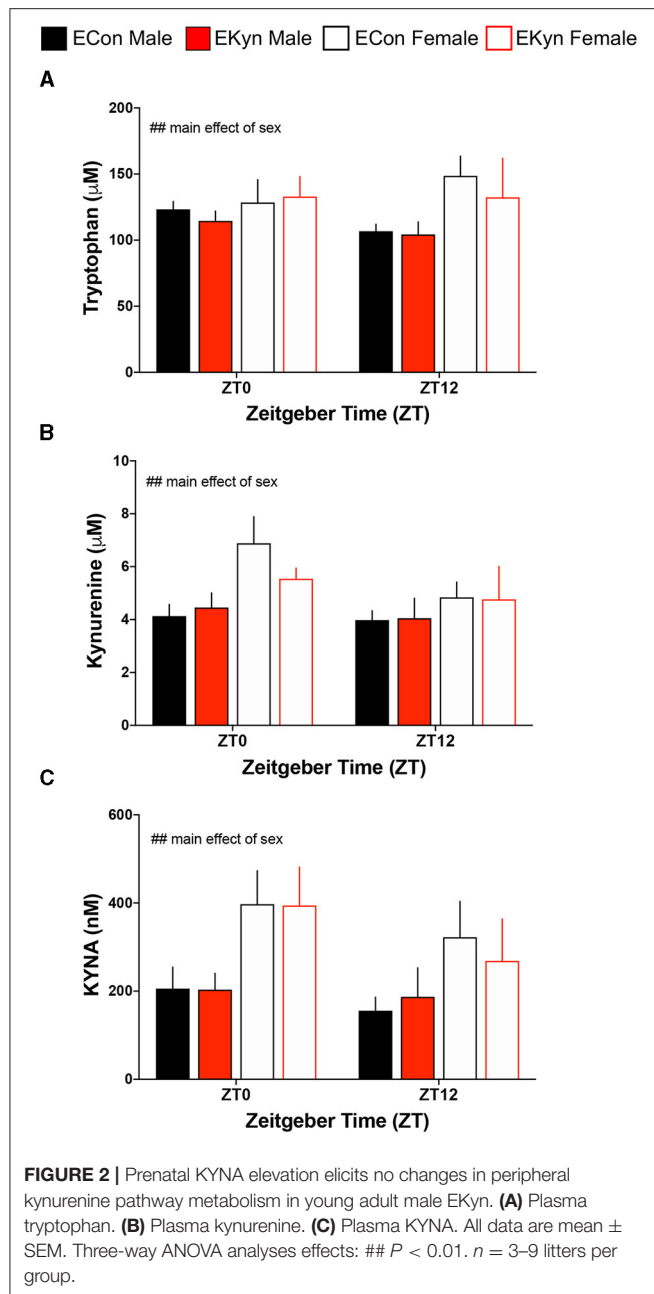 ECon Male EKyn Male ECon Female EKyn Female
A
## main effect of sex
Tryptophan (μM)
200
150
100
50
0
ZT0 ZT12
Zeitgeber Time (ZT)
B
## main effect of sex
Kynurenine (μM)
10
8
6
4
2
0
ZT0 ZT12
Zeitgeber Time (ZT)
C
## main effect of sex
KYNA (nM)
600
400
200
0
ZT0 ZT12
Zeitgeber Time (ZT)
FIGURE 2 | Prenatal KYNA elevation elicits no changes in peripheral
kynurenine pathway metabolism in young adult male EKyn. (A) Plasma
tryptophan. (B) Plasma kynurenine. (C) Plasma KYNA. All data are mean ±
SEM. Three-way ANOVA analyses effects: ## P < 0.01. n = 3–9 litters per
group.